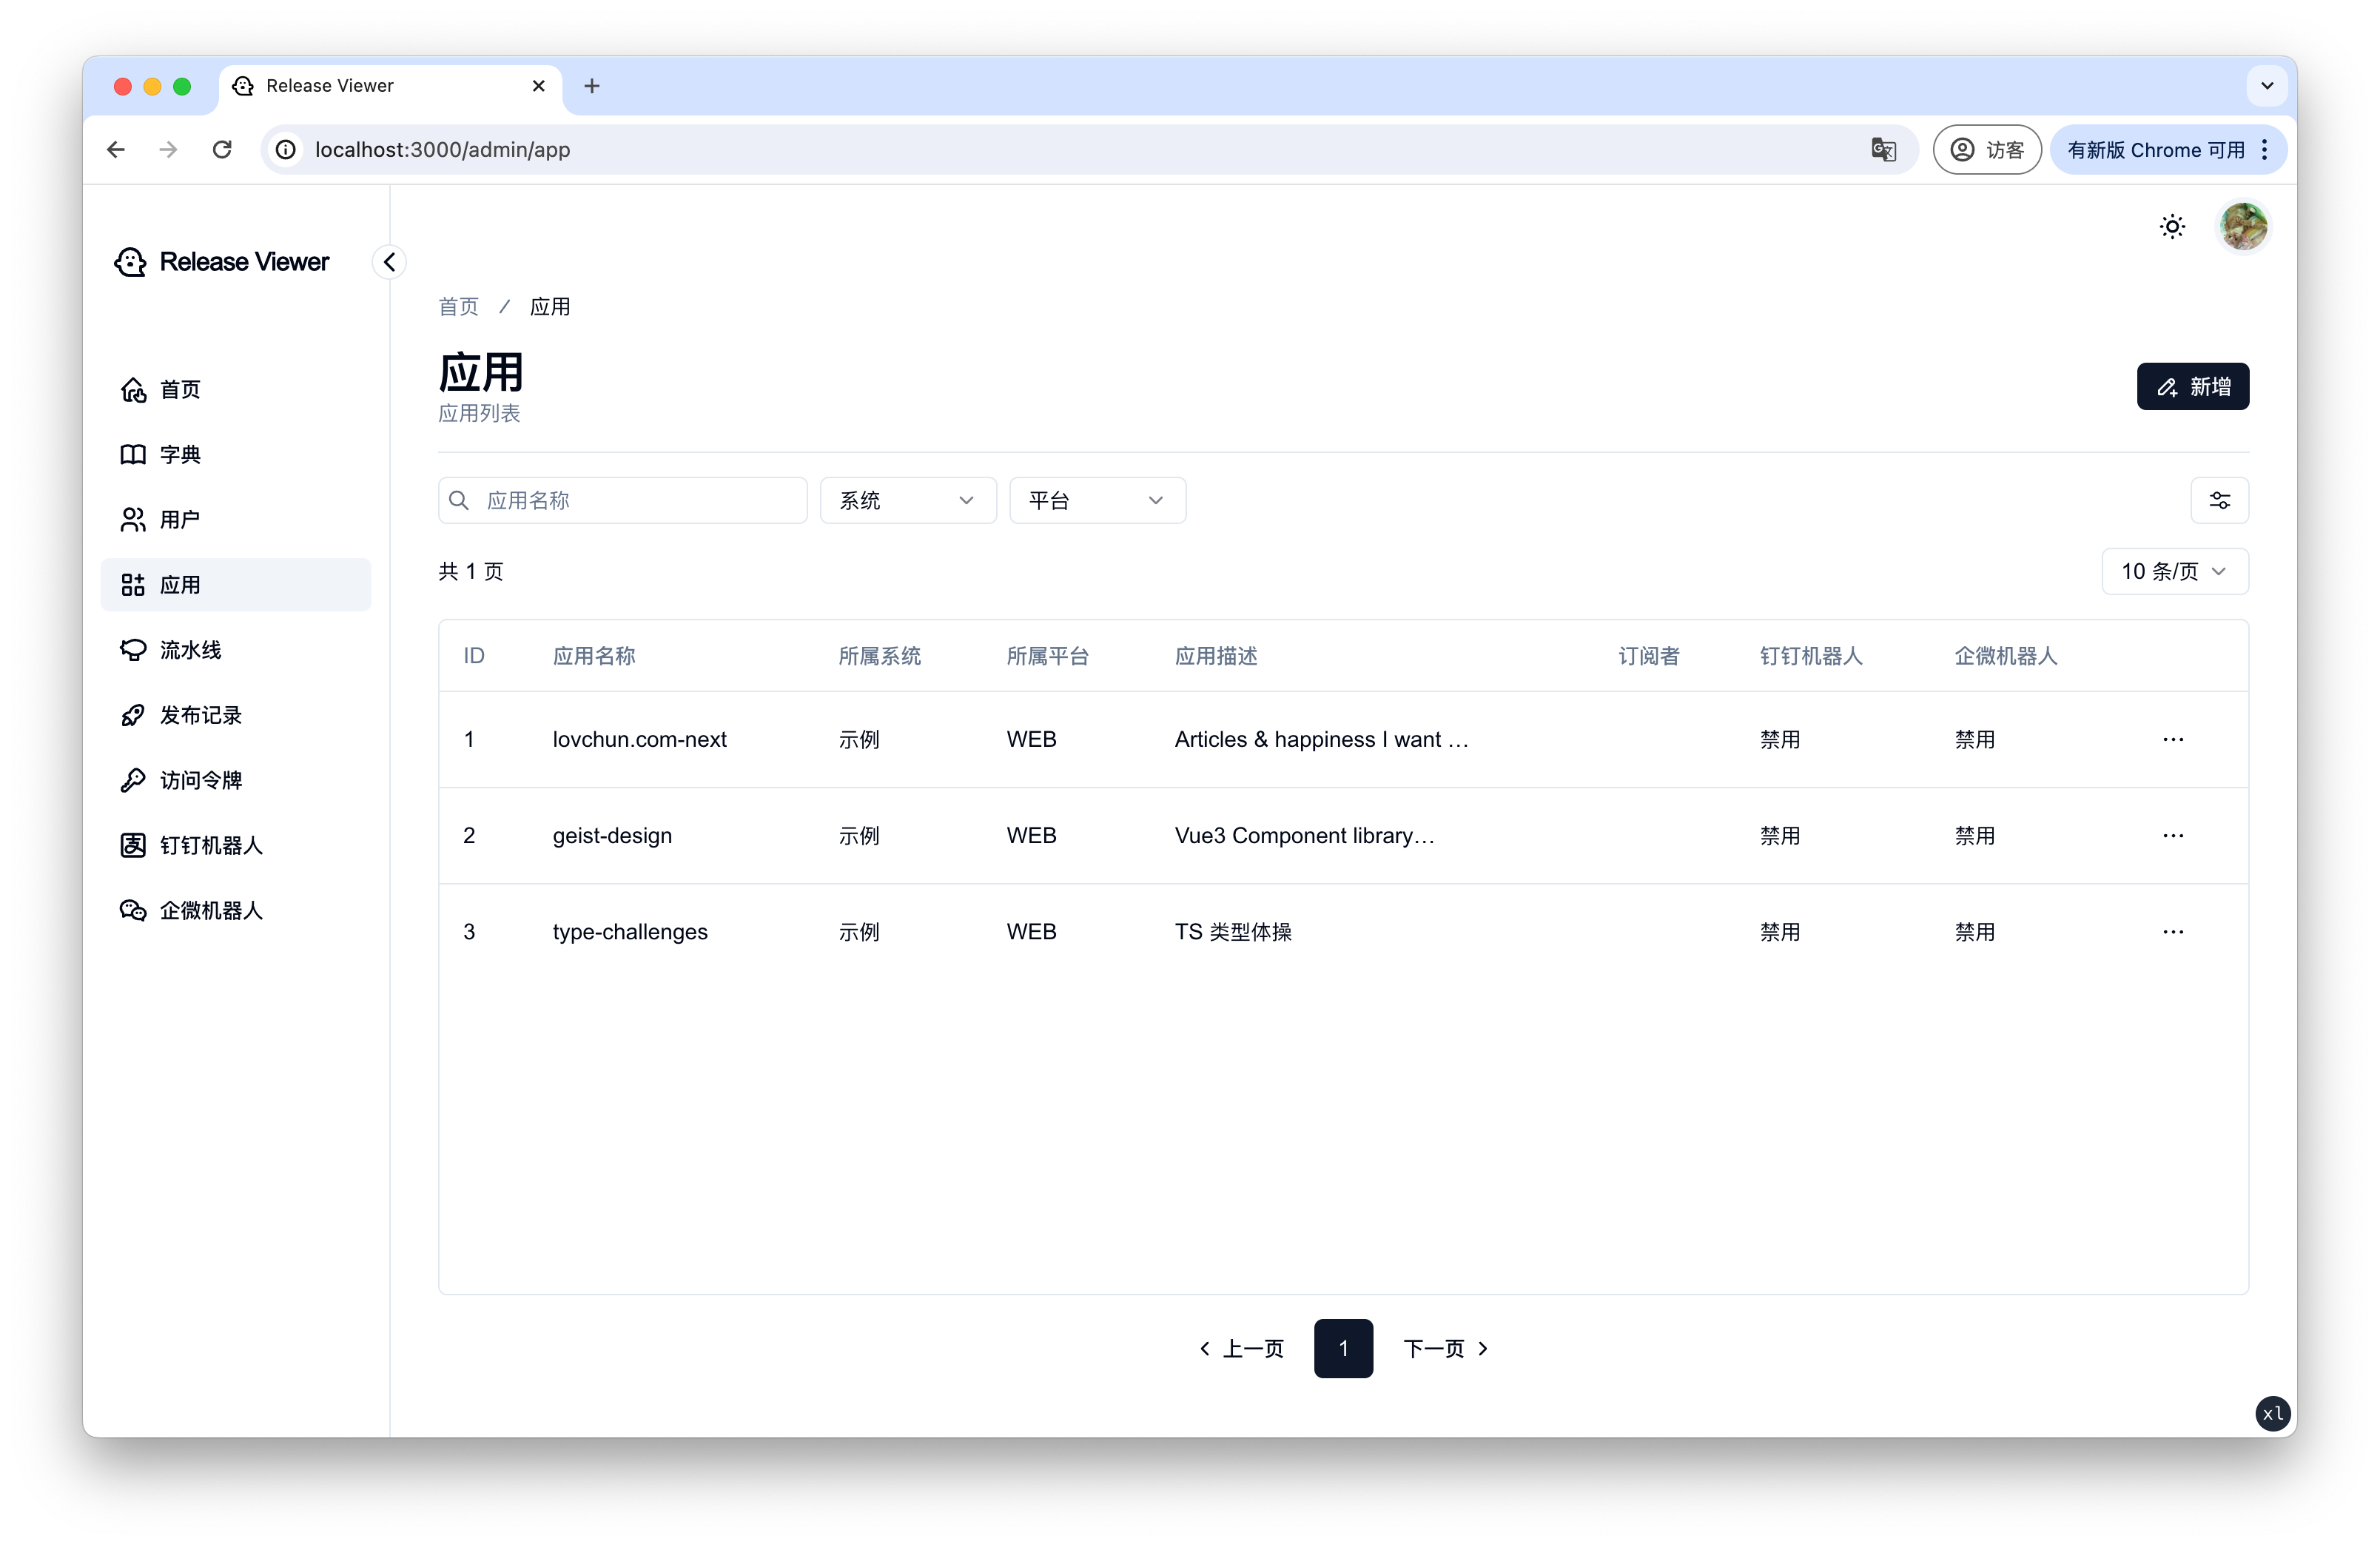 Release Viewer
localhost:3000/admin/app
访客
有新版 Chrome 可用
Release Viewer
首页
字典
用户
应用
流水线
发布记录
访问令牌
钉钉机器人
企微机器人
首页 / 应用
应用
应用列表
新增
应用名称 系统 平台
共 1 页 10 条/页
ID 应用名称 所属系统 所属平台 应用描述 订阅者 钉钉机器人 企微机器人
1 lovchun.com-next 示例 WEB Articles & happiness I want … 禁用 禁用
2 geist-design 示例 WEB Vue3 Component library… 禁用 禁用
3 type-challenges 示例 WEB TS 类型体操 禁用 禁用
上一页 1 下一页
xl